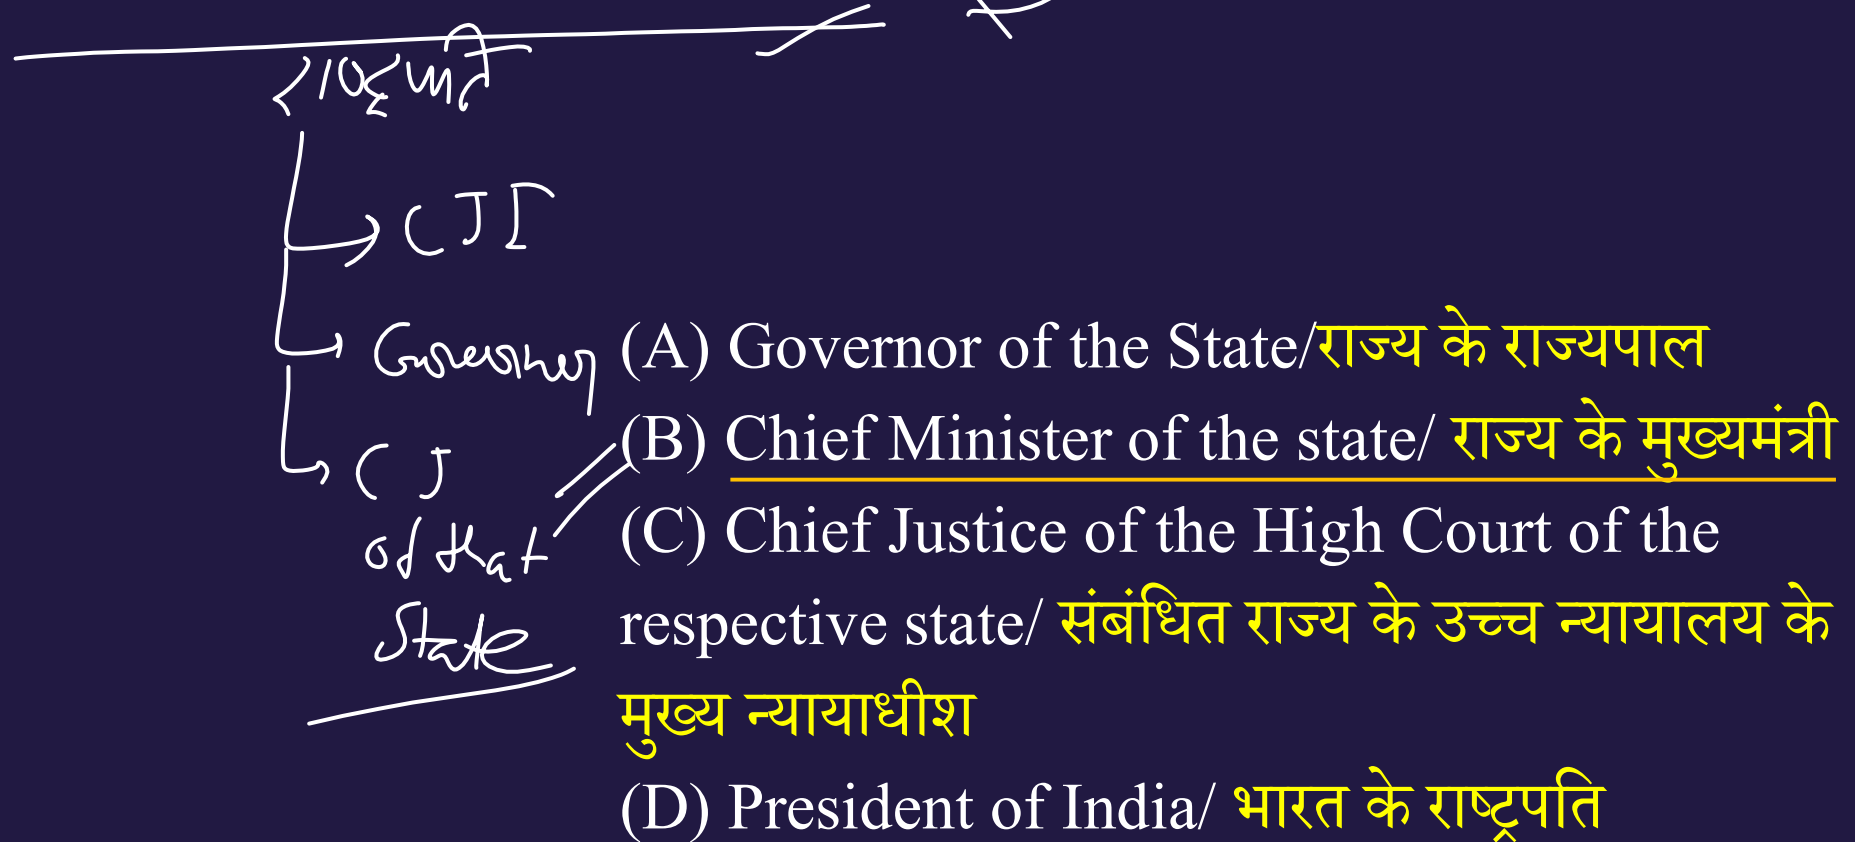 राष्ट्रपति
CJI
Governor
(A) Governor of the State/राज्य के राज्यपाल
(B) Chief Minister of the state/ राज्य के मुख्यमंत्री
CJ
of that
State
(C) Chief Justice of the High Court of the
respective state/ संबंधित राज्य के उच्च न्यायालय के
मुख्य न्यायाधीश
(D) President of India/ भारत के राष्ट्रपति